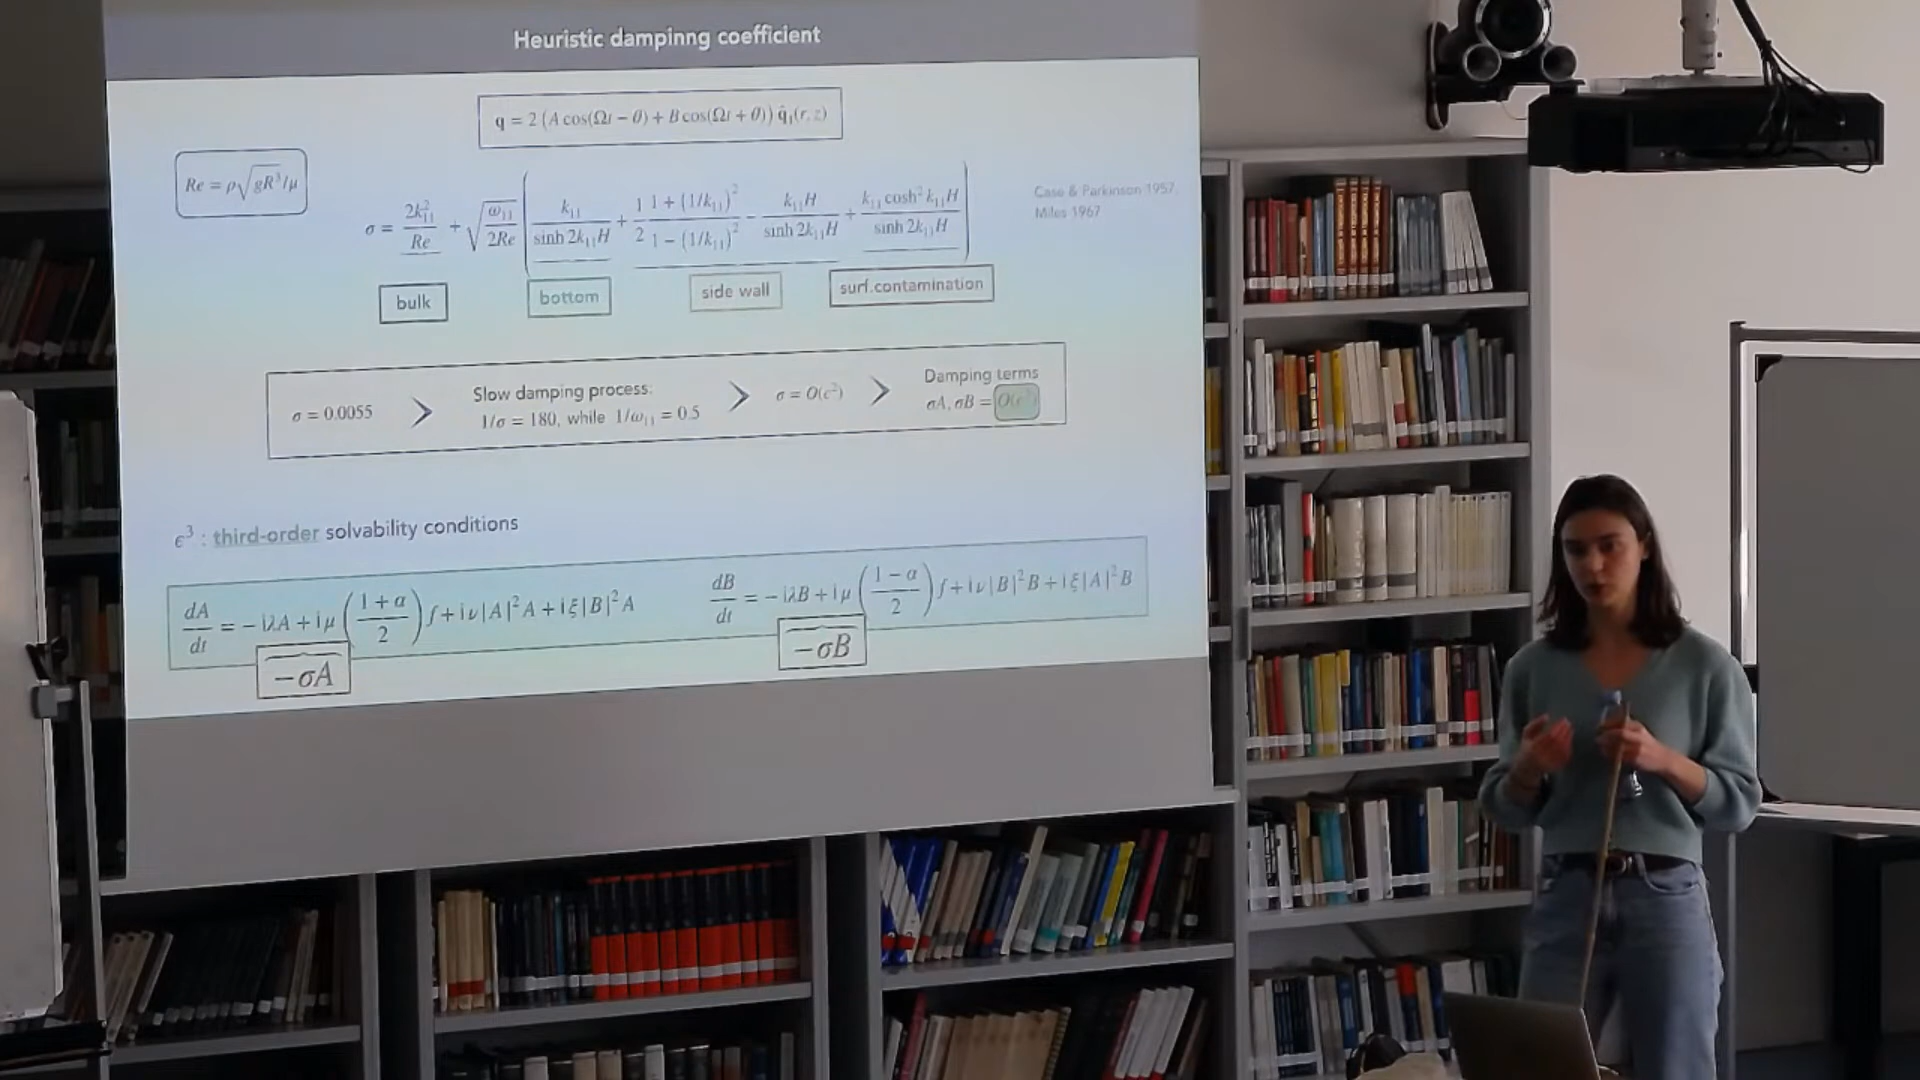 Heuristic dampinng coefficient
q = 2 (A cos(Ωt − θ) + B cos(Ωt + θ)) q̂₁(r, z)
Re = ρ√(gR³)/μ
σ = 2k₁₁²/Re + √(ω₁₁/2Re) ( k₁₁/sinh 2k₁₁H + 1/2 (1 + (1/k₁₁)²)/(1 − (1/k₁₁)²) − k₁₁H/sinh 2k₁₁H + k₁₁ cosh² k₁₁H/sinh 2k₁₁H )
Case & Parkinson 1957,
Miles 1967
bulk
bottom
side wall
surf.contamination
σ = 0.0055
Slow damping process:
1/σ = 180, while 1/ω₁₁ = 0.5
σ = O(ϵ²)
Damping terms
σA, σB =
ϵ³ : third-order solvability conditions
dA/dt = − iλA + iμ ((1 + α)/2) f + iν|A|²A + iξ|B|²A
dB/dt = − iλB + iμ ((1 − α)/2) f + iν|B|²B + iξ|A|²B
−σA
−σB